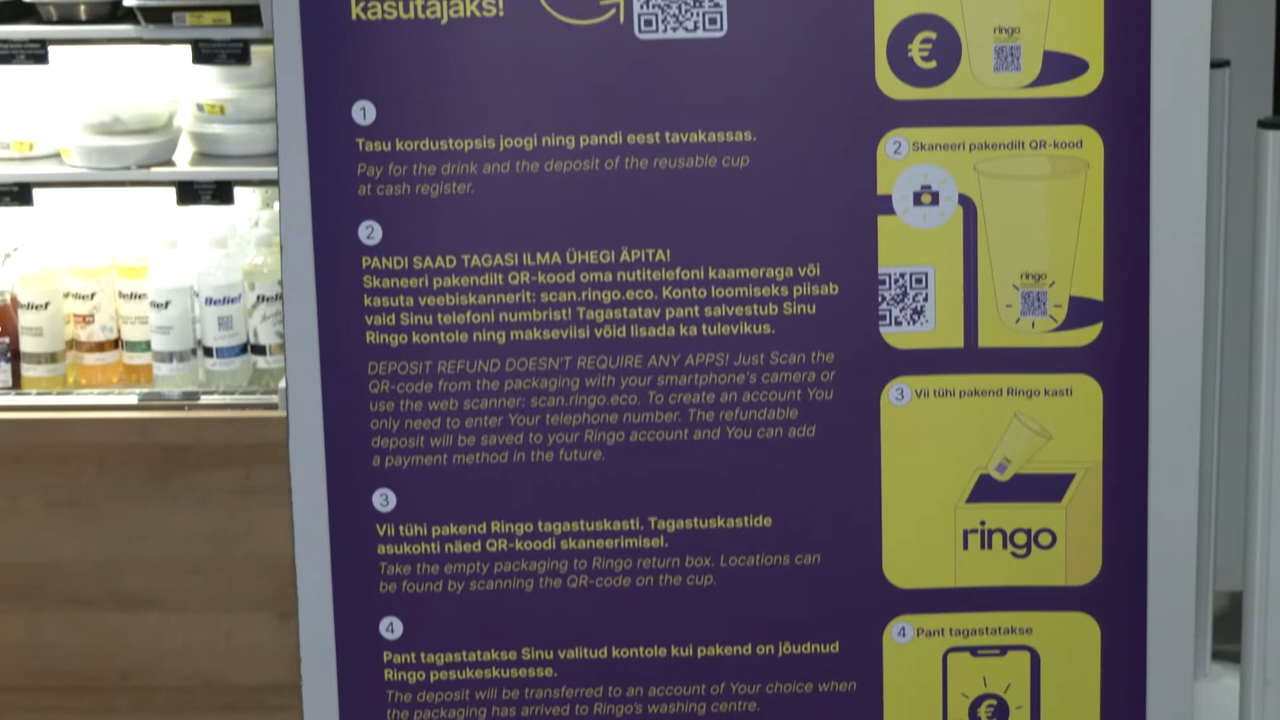 kasutajaks!
1
Tasu kordustopsis joogi ning pandi eest tavakassas.
Pay for the drink and the deposit of the reusable cup
at cash register.
2
PANDI SAAD TAGASI ILMA ÜHEGI ÄPITA!
Skaneeri pakendilt QR-kood oma nutitelefoni kaameraga või
kasuta veebiskannerit: scan.ringo.eco. Konto loomiseks piisab
vaid Sinu telefoni numbrist! Tagastatav pant salvestub Sinu
Ringo kontole ning makseviisi võid lisada ka tulevikus.
DEPOSIT REFUND DOESN'T REQUIRE ANY APPS! Just Scan the
QR-code from the packaging with your smartphone's camera or
use the web scanner: scan.ringo.eco. To create an account You
only need to enter Your telephone number. The refundable
deposit will be saved to your Ringo account and You can add
a payment method in the future.
3
Vii tühi pakend Ringo tagastuskasti. Tagastuskastide
asukohti näed QR-koodi skaneerimisel.
Take the empty packaging to Ringo return box. Locations can
be found by scanning the QR-code on the cup.
4
Pant tagastatakse Sinu valitud kontole kui pakend on jõudnud
Ringo pesukeskusesse.
The deposit will be transferred to an account of Your choice when
the packaging has arrived to Ringo's washing centre.
€
ringo
2 Skaneeri pakendilt QR-kood
ringo
3 Vii tühi pakend Ringo kasti
ringo
4 Pant tagastatakse
€
Belief